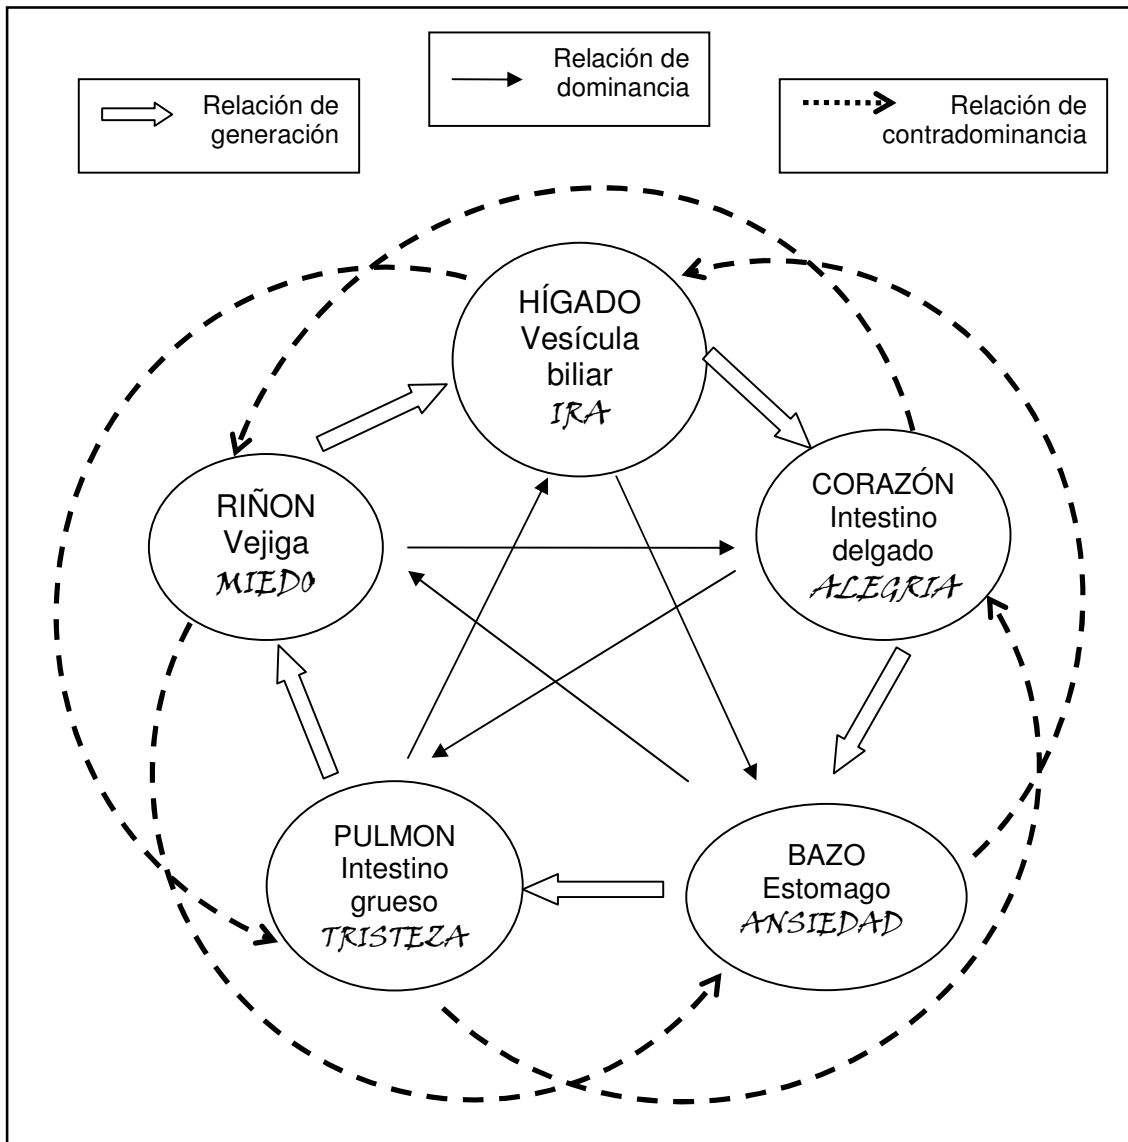 Relación de
dominancia
Relación de
generación
Relación de
contradominancia
HÍGADO
Vesícula
biliar
IRA
RIÑON
Vejiga
MIEDO
CORAZÓN
Intestino
delgado
ALEGRIA
PULMON
Intestino
grueso
TRISTEZA
BAZO
Estomago
ANSIEDAD